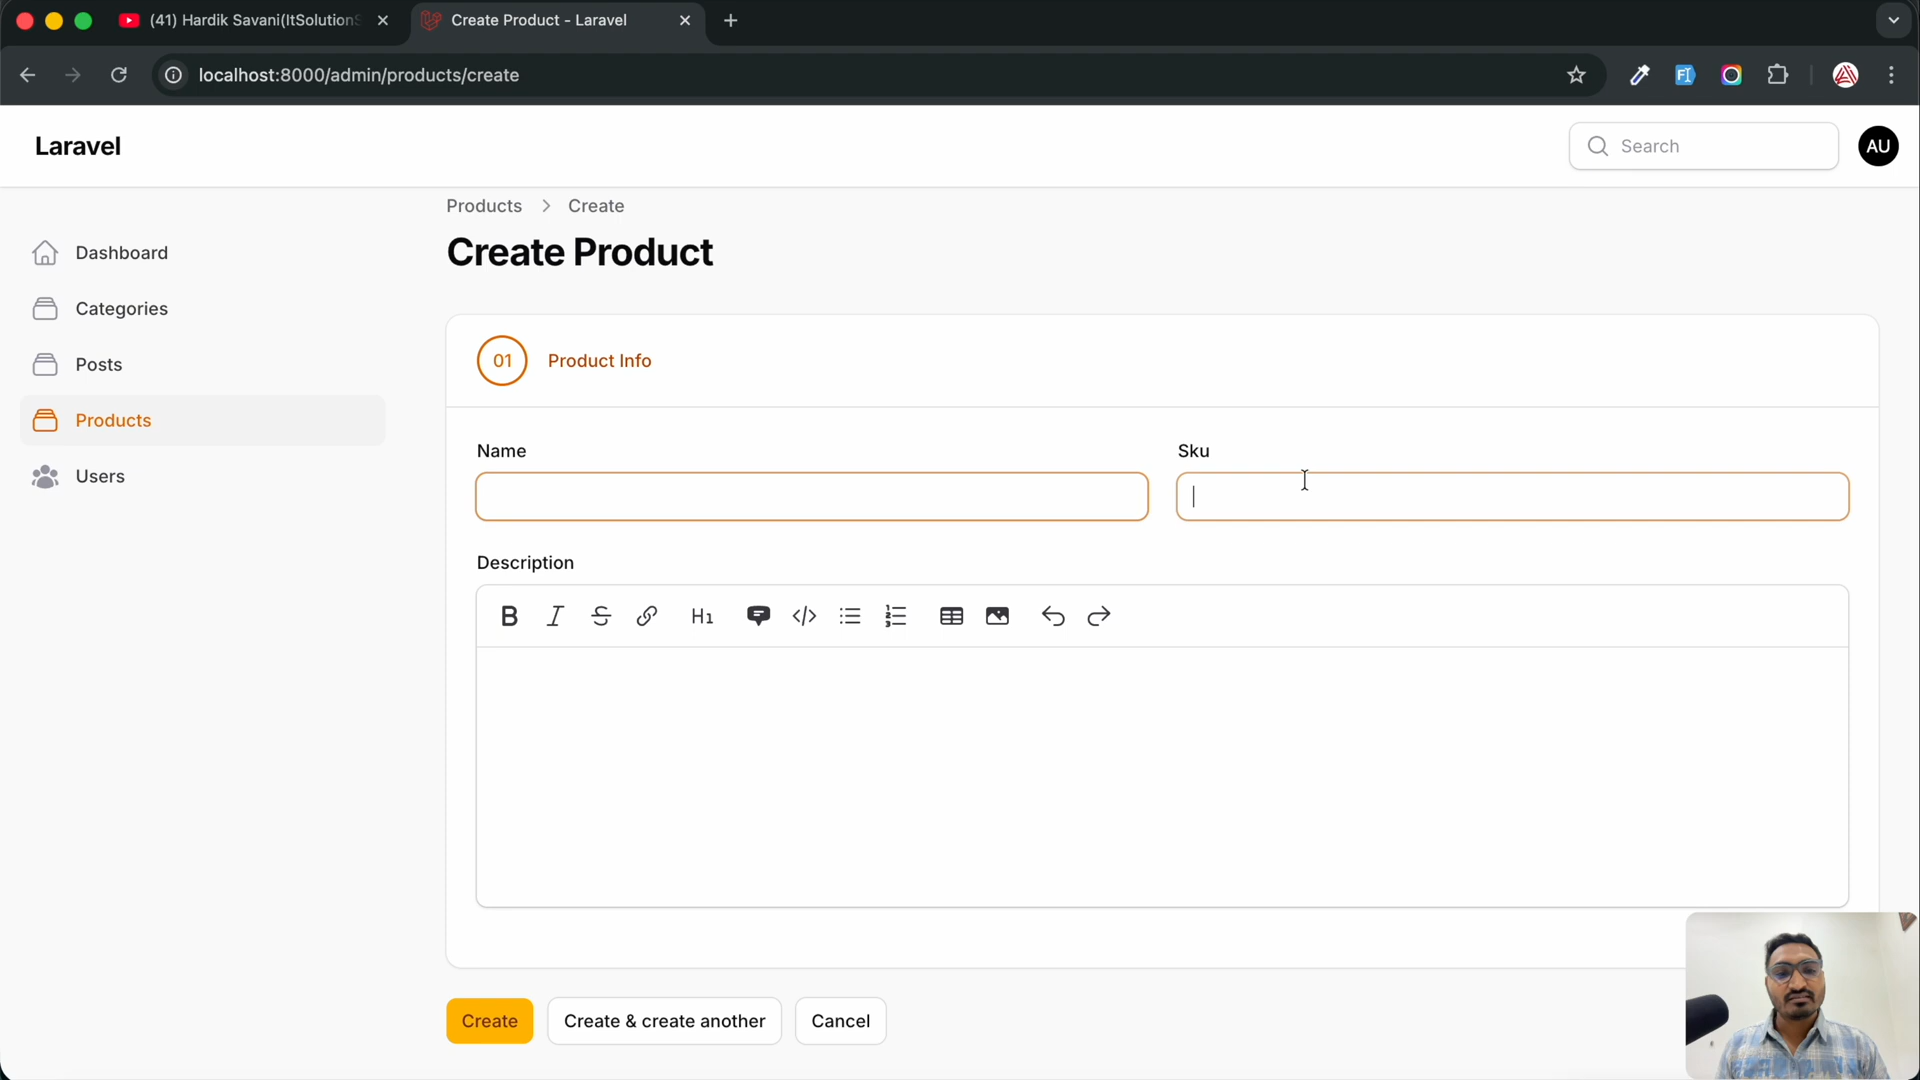 (41) Hardik Savani(ItSolutionS
Create Product - Laravel
localhost:8000/admin/products/create
Laravel
Search
AU
Products
Create
Create Product
Dashboard
Categories
Posts
Products
Users
01
Product Info
Name
Sku
Description
H1
Create
Create & create another
Cancel